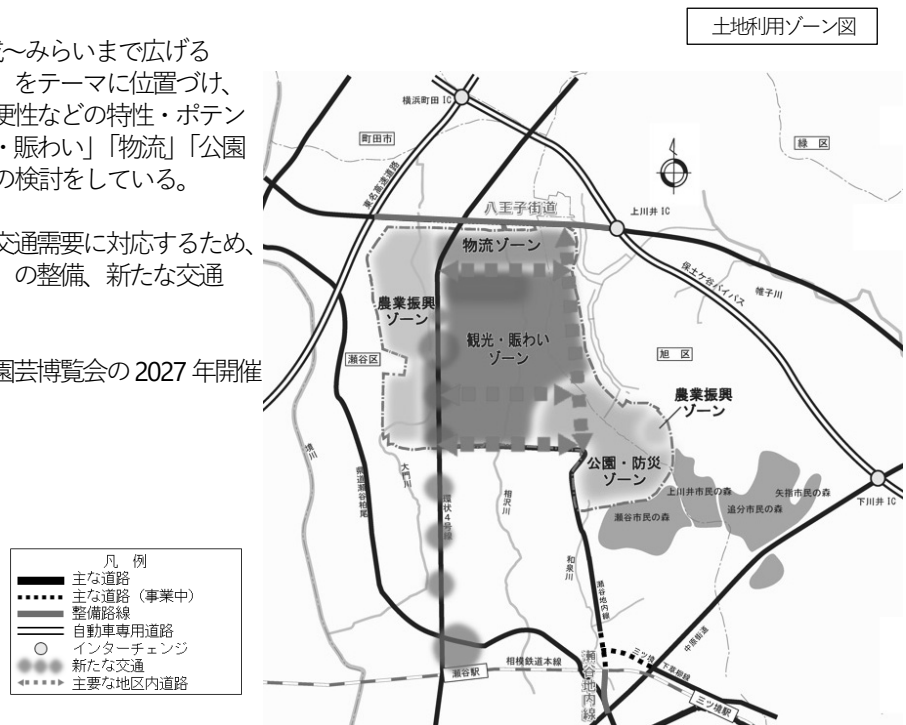 土地利用ゾーン図
～みらいまで広げる
をテーマに位置づけ、
便性などの特性・ポテン
・賑わい」「物流」「公園
の検討をしている。
交通需要に対応するため、
の整備、新たな交通
園芸博覧会の 2027 年開催
横浜町田 IC
町田市
緑 区
東名高速道路
八王子街道
上川井 IC
物流ゾーン
保土ケ谷バイパス
帷子川
農業振興
ゾーン
観光・賑わい
ゾーン
瀬谷区
旭 区
農業振興
ゾーン
公園・防災
ゾーン
境川
県道瀬谷柏尾
大門川
環状4号線
相沢川
和泉川
瀬谷地内線
上川井市民の森
矢指市民の森
追分市民の森
瀬谷市民の森
下川井 IC
中原街道
三ツ境下草柳線
瀬谷地内線
相模鉄道本線
瀬谷駅
三ツ境駅
凡 例
主な道路
主な道路（事業中）
整備路線
自動車専用道路
インターチェンジ
新たな交通
主要な地区内道路